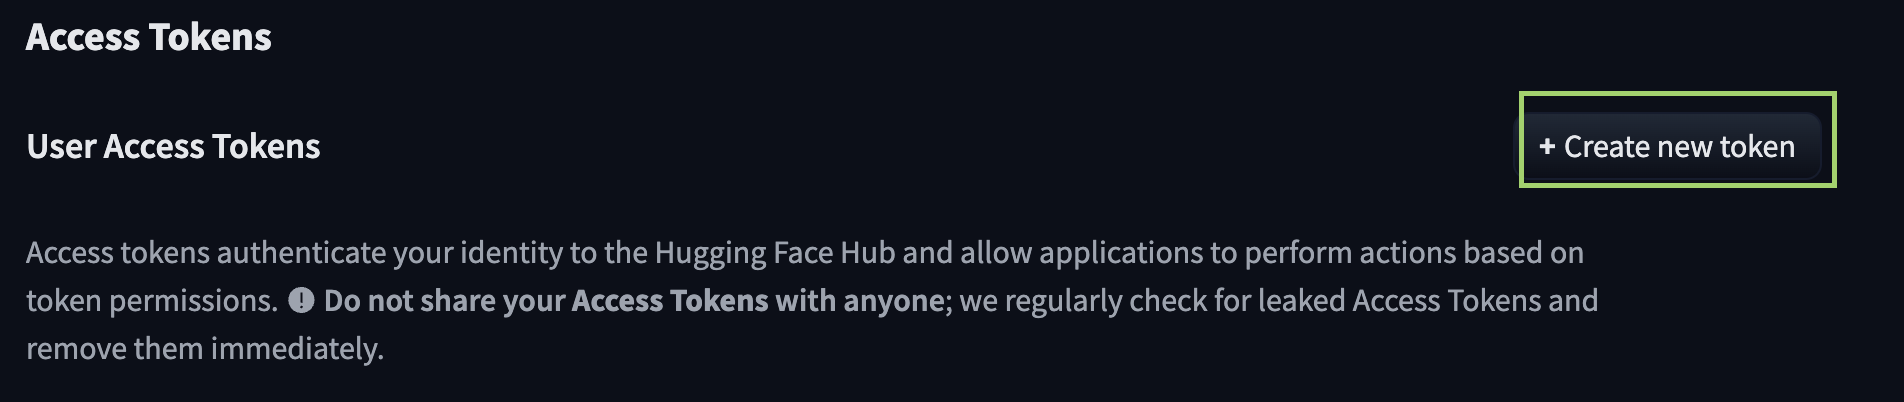 Access Tokens
User Access Tokens
+ Create new token
Access tokens authenticate your identity to the Hugging Face Hub and allow applications to perform actions based on
token permissions. Do not share your Access Tokens with anyone; we regularly check for leaked Access Tokens and
remove them immediately.